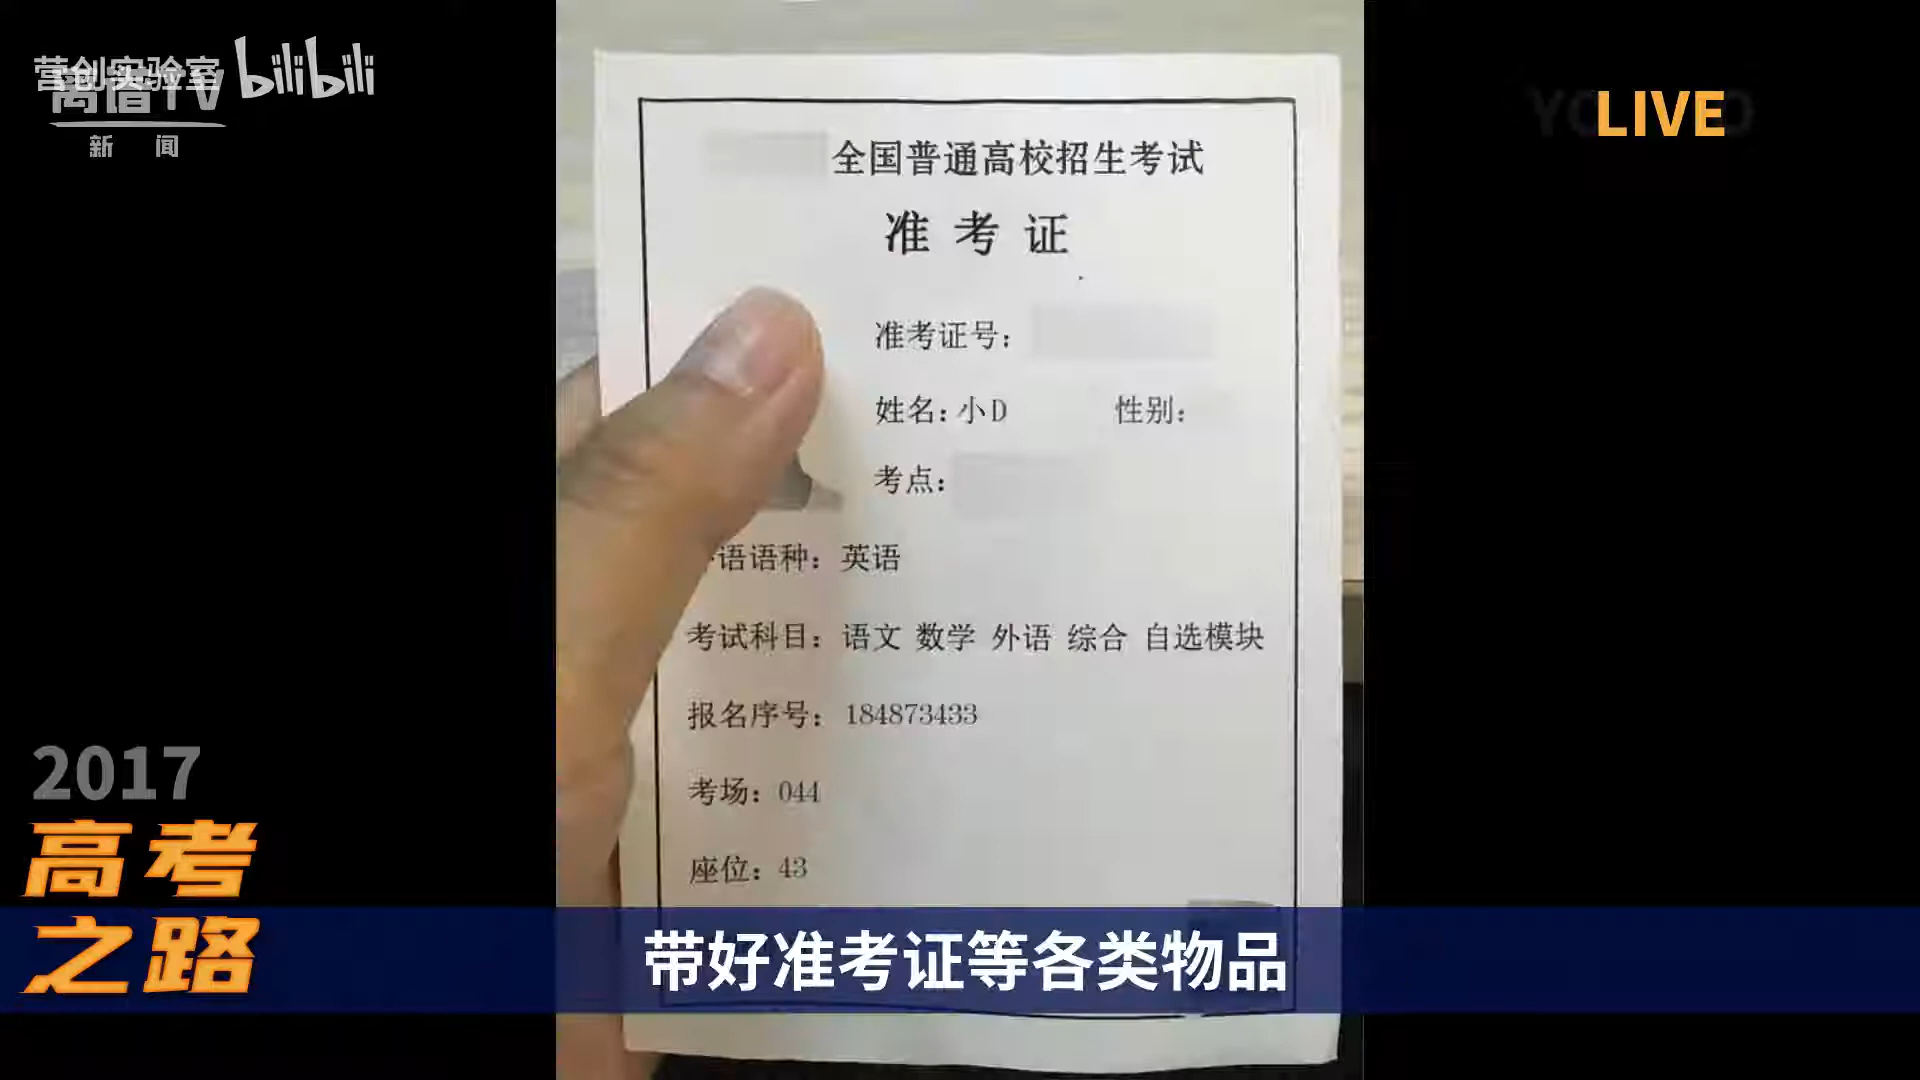 营创实验室 bilibili
新闻
LIVE
全国普通高校招生考试
准考证
准考证号：
姓名：小D 性别：
考点：
语语种：英语
考试科目：语文 数学 外语 综合 自选模块
报名序号：184873433
考场：044
座位：43
2017
高考
之路
带好准考证等各类物品